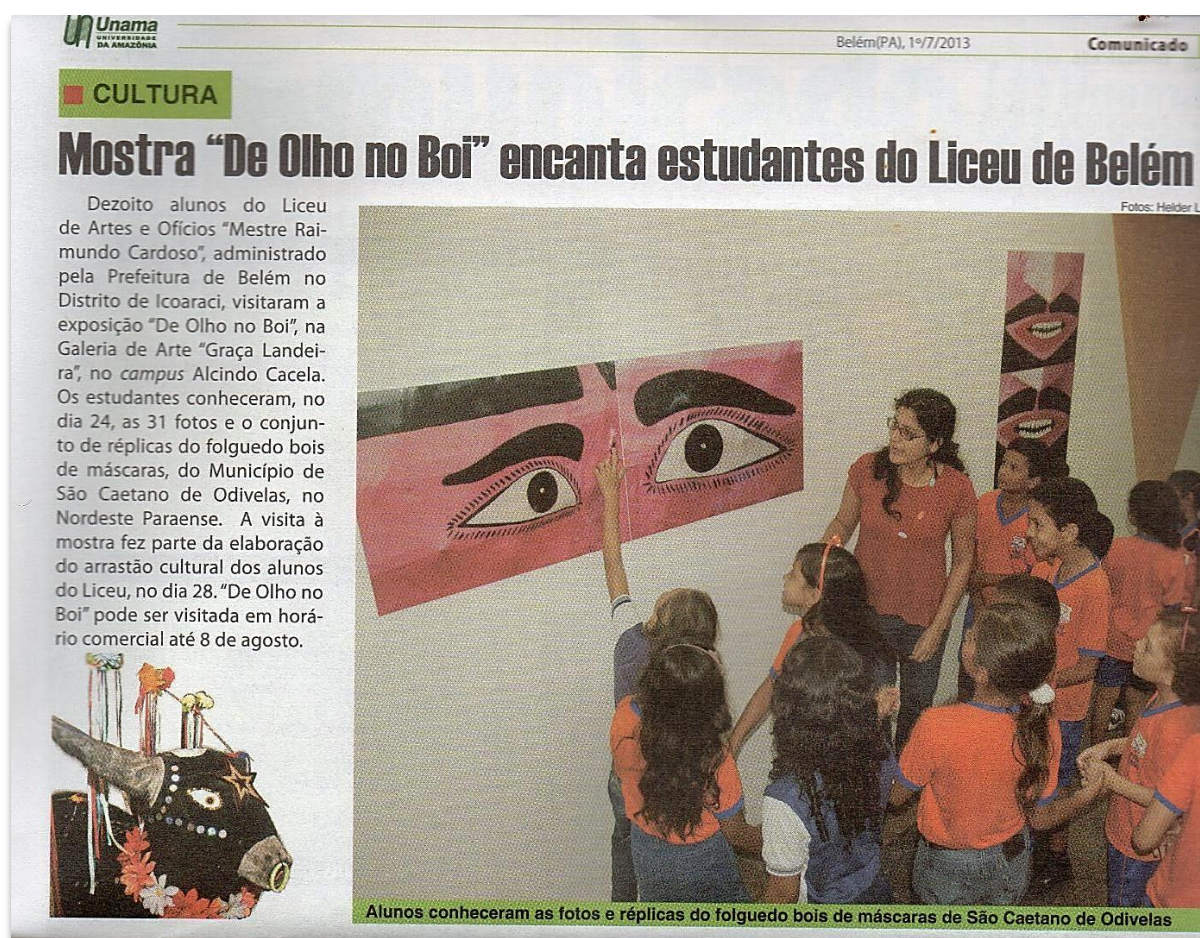 Unama
UNIVERSIDADE
DA AMAZÔNIA
Belém(PA), 1º/7/2013
Comunicado
CULTURA
Mostra “De Olho no Boi” encanta estudantes do Liceu de Belém
Fotos: Helder L
Dezoito alunos do Liceu
de Artes e Ofícios “Mestre Rai-
mundo Cardoso”, administrado
pela Prefeitura de Belém no
Distrito de Icoaraci, visitaram a
exposição “De Olho no Boi”, na
Galeria de Arte “Graça Landei-
ra”, no campus Alcindo Cacela.
Os estudantes conheceram, no
dia 24, as 31 fotos e o conjun-
to de réplicas do folguedo bois
de máscaras, do Município de
São Caetano de Odivelas, no
Nordeste Paraense. A visita à
mostra fez parte da elaboração
do arrastão cultural dos alunos
do Liceu, no dia 28. “De Olho no
Boi” pode ser visitada em horá-
rio comercial até 8 de agosto.
Alunos conheceram as fotos e réplicas do folguedo bois de máscaras de São Caetano de Odivelas